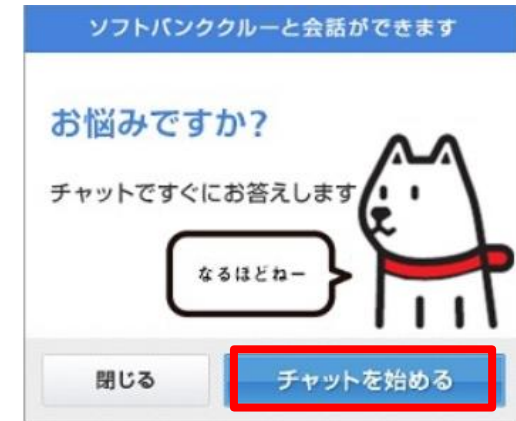 ソフトバンククルーと会話ができます
お悩みですか?
チャットですぐにお答えします
なるほどねー
閉じる
チャットを始める